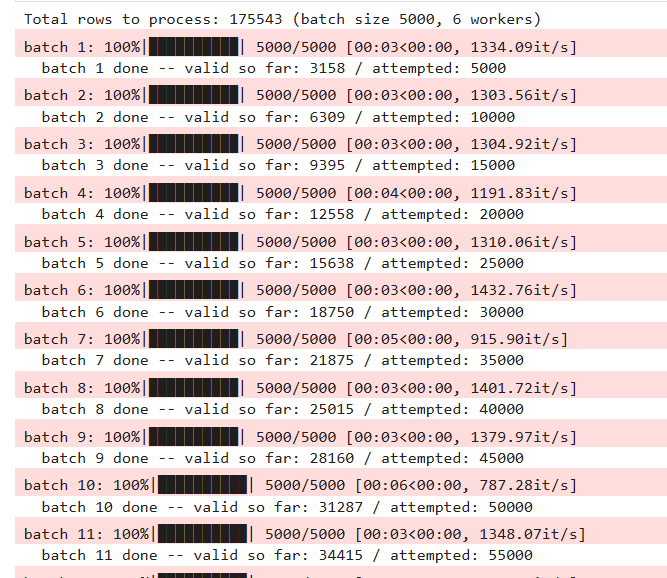 Total rows to process: 175543 (batch size 5000, 6 workers)
batch 1: 100%|██████████| 5000/5000 [00:03<00:00, 1334.09it/s]
batch 1 done -- valid so far: 3158 / attempted: 5000
batch 2: 100%|██████████| 5000/5000 [00:03<00:00, 1303.56it/s]
batch 2 done -- valid so far: 6309 / attempted: 10000
batch 3: 100%|██████████| 5000/5000 [00:03<00:00, 1304.92it/s]
batch 3 done -- valid so far: 9395 / attempted: 15000
batch 4: 100%|██████████| 5000/5000 [00:04<00:00, 1191.83it/s]
batch 4 done -- valid so far: 12558 / attempted: 20000
batch 5: 100%|██████████| 5000/5000 [00:03<00:00, 1310.06it/s]
batch 5 done -- valid so far: 15638 / attempted: 25000
batch 6: 100%|██████████| 5000/5000 [00:03<00:00, 1432.76it/s]
batch 6 done -- valid so far: 18750 / attempted: 30000
batch 7: 100%|██████████| 5000/5000 [00:05<00:00, 915.90it/s]
batch 7 done -- valid so far: 21875 / attempted: 35000
batch 8: 100%|██████████| 5000/5000 [00:03<00:00, 1401.72it/s]
batch 8 done -- valid so far: 25015 / attempted: 40000
batch 9: 100%|██████████| 5000/5000 [00:03<00:00, 1379.97it/s]
batch 9 done -- valid so far: 28160 / attempted: 45000
batch 10: 100%|██████████| 5000/5000 [00:06<00:00, 787.28it/s]
batch 10 done -- valid so far: 31287 / attempted: 50000
batch 11: 100%|██████████| 5000/5000 [00:03<00:00, 1348.07it/s]
batch 11 done -- valid so far: 34415 / attempted: 55000